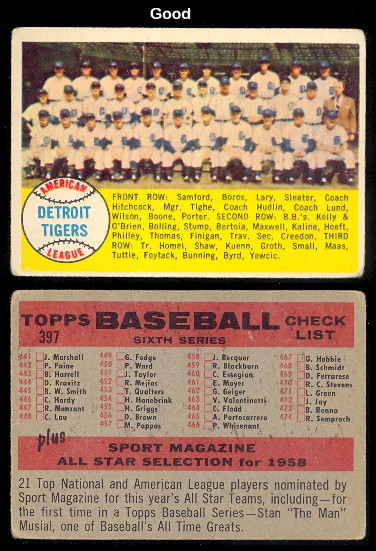 Good
AMERICAN
DETROIT
TIGERS
LEAGUE
FRONT ROW: Samford, Boros, Lary, Sleater, Coach
Hitchcock, Mgr. Tighe, Coach Hudlin, Coach Lund,
Wilson, Boone, Porter. SECOND ROW: B.B.'s. Kelly &
O'Brien, Bolling, Stump, Bertoia, Maxwell, Kaline, Hoeft,
Philley, Thomas, Finigan, Trav. Sec. Creedon. THIRD
ROW: Tr. Homel, Shaw, Kuenn, Groth, Small, Maas,
Tuttle, Foytack, Bunning, Byrd, Yewcic.
TOPPS BASEBALL CHECK LIST
397
SIXTH SERIES
441 J. Marshall
442 P. Paine
443 B. Harrell
444 D. Kravitz
445 B. W. Smith
446 C. Hardy
447 R. Monzant
448 C. Lau
449 G. Fodge
450 P. Ward
451 J. Taylor
452 R. Mejias
453 T. Qualters
454 H. Hanebrink
455 H. Griggs
456 D. Brown
457 M. Pappas
458 J. Becquer
459 R. Blackburn
460 C. Essegian
461 E. Mayer
462 G. Geiger
463 V. Valentinetti
464 C. Flood
465 A. Portocarrero
466 P. Whisenant
467 G. Hobbie
468 B. Schmidt
469 D. Ferrarese
470 R. C. Stevens
471 L. Green
472 J. Jay
473 B. Renna
474 R. Semproch
plus
SPORT MAGAZINE
ALL STAR SELECTION for 1958
21 Top National and American League players nominated
by Sport Magazine for this year's All Star Teams, including—for
the first time in a Topps Baseball Series—Stan "The Man"
Musial, one of Baseball's All Time Greats.